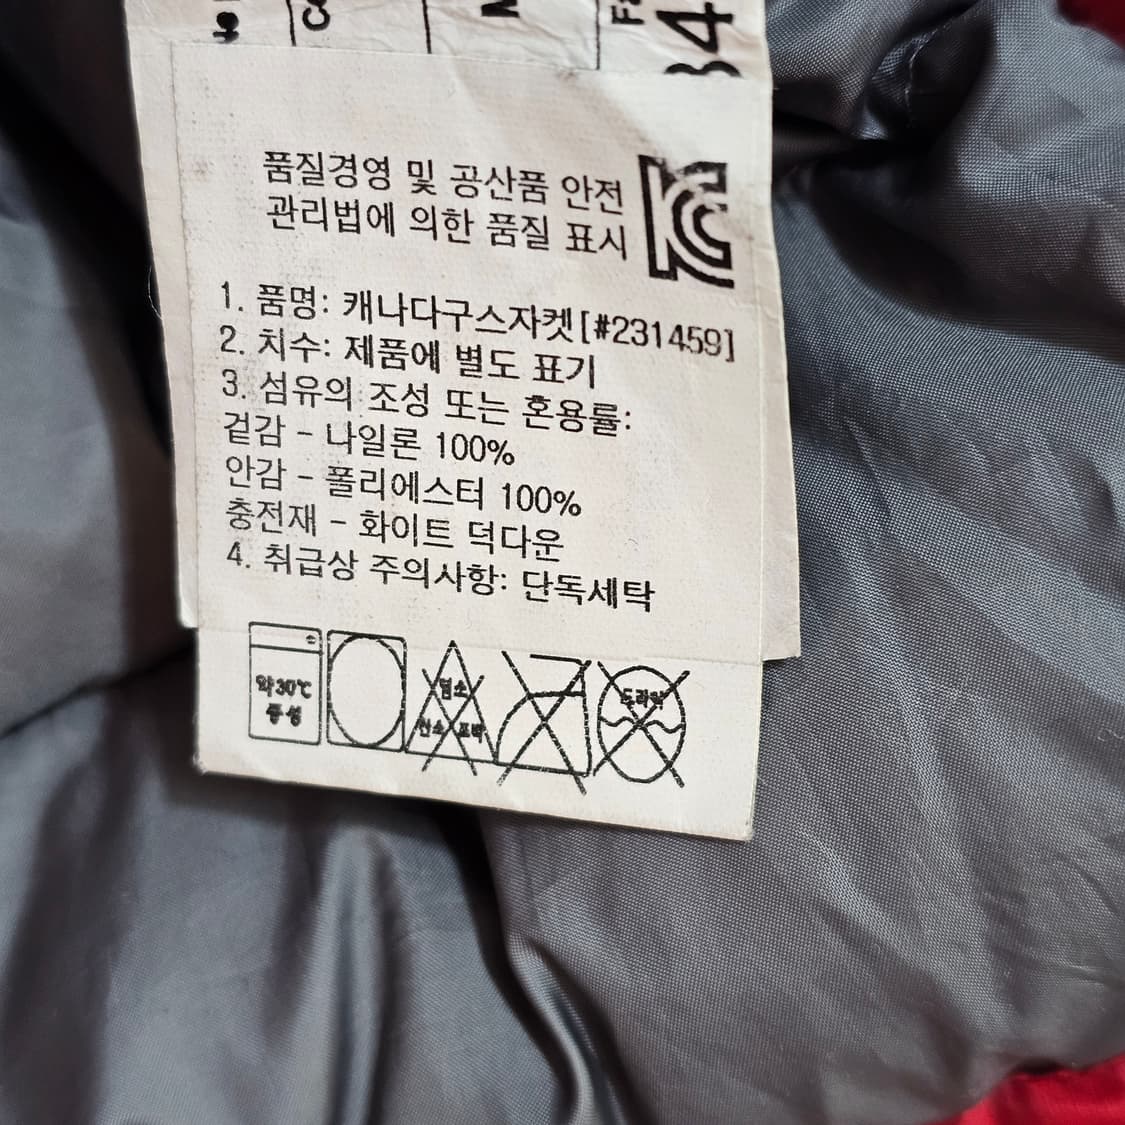 34
품질경영 및 공산품 안전
관리법에 의한 품질 표시
KC
1. 품명: 캐나다구스자켓[#231459]
2. 치수: 제품에 별도 표기
3. 섬유의 조성 또는 혼용률:
겉감 - 나일론 100%
안감 - 폴리에스터 100%
충전재 - 화이트 덕다운
4. 취급상 주의사항: 단독세탁
약30℃
중성
염소
산소 표백
드라이